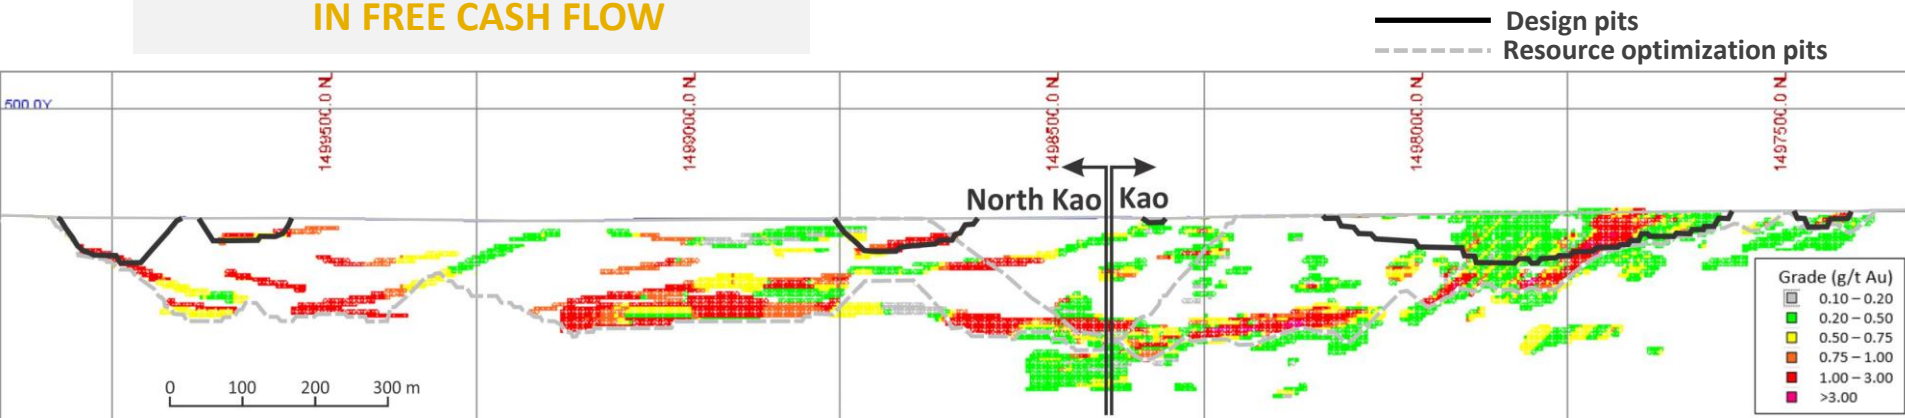 IN FREE CASH FLOW
Design pits
Resource optimization pits
500.0Y
1499500.0 N
1499000.0 N
1498500.0 N
1498000.0 N
1497500.0 N
North Kao
Kao
Grade (g/t Au)
0.10 – 0.20
0.20 – 0.50
0.50 – 0.75
0.75 – 1.00
1.00 – 3.00
>3.00
0 100 200 300 m